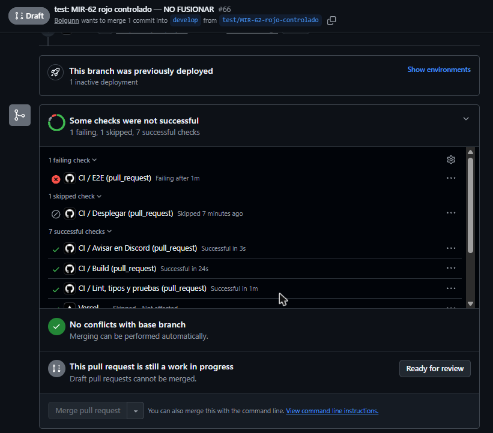 Draft
test: MIR-62 rojo controlado — NO FUSIONAR #66
Bolgunn wants to merge 1 commit into develop from test/MIR-62-rojo-controlado
This branch was previously deployed
1 inactive deployment
Show environments
Some checks were not successful
1 failing, 1 skipped, 7 successful checks
1 failing check
CI / E2E (pull_request) Failing after 1m
1 skipped check
CI / Desplegar (pull_request) Skipped 7 minutes ago
7 successful checks
CI / Avisar en Discord (pull_request) Successful in 3s
CI / Build (pull_request) Successful in 24s
CI / Lint, tipos y pruebas (pull_request) Successful in 1m
No conflicts with base branch
Merging can be performed automatically.
This pull request is still a work in progress
Draft pull requests cannot be merged.
Ready for review
Merge pull request
You can also merge this with the command line. View command line instructions.